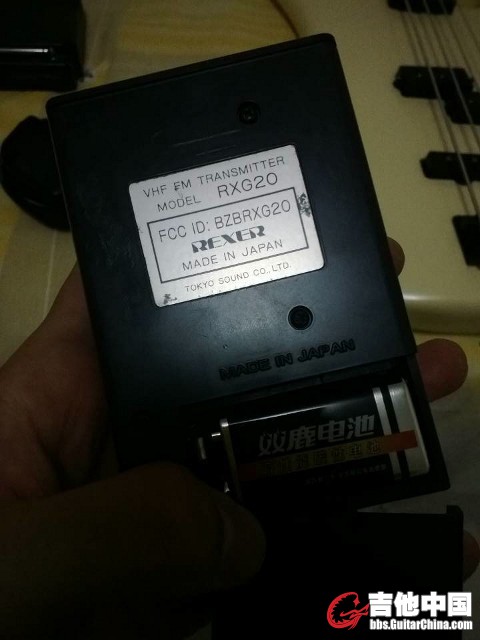 VHF FM TRANSMITTER
MODEL RXG20
FCC ID: BZBRXG20
REXER
MADE IN JAPAN
TOKYO SOUND CO., LTD.
MADE IN JAPAN
双鹿电池
吉他中国
bbs.GuitarChina.com